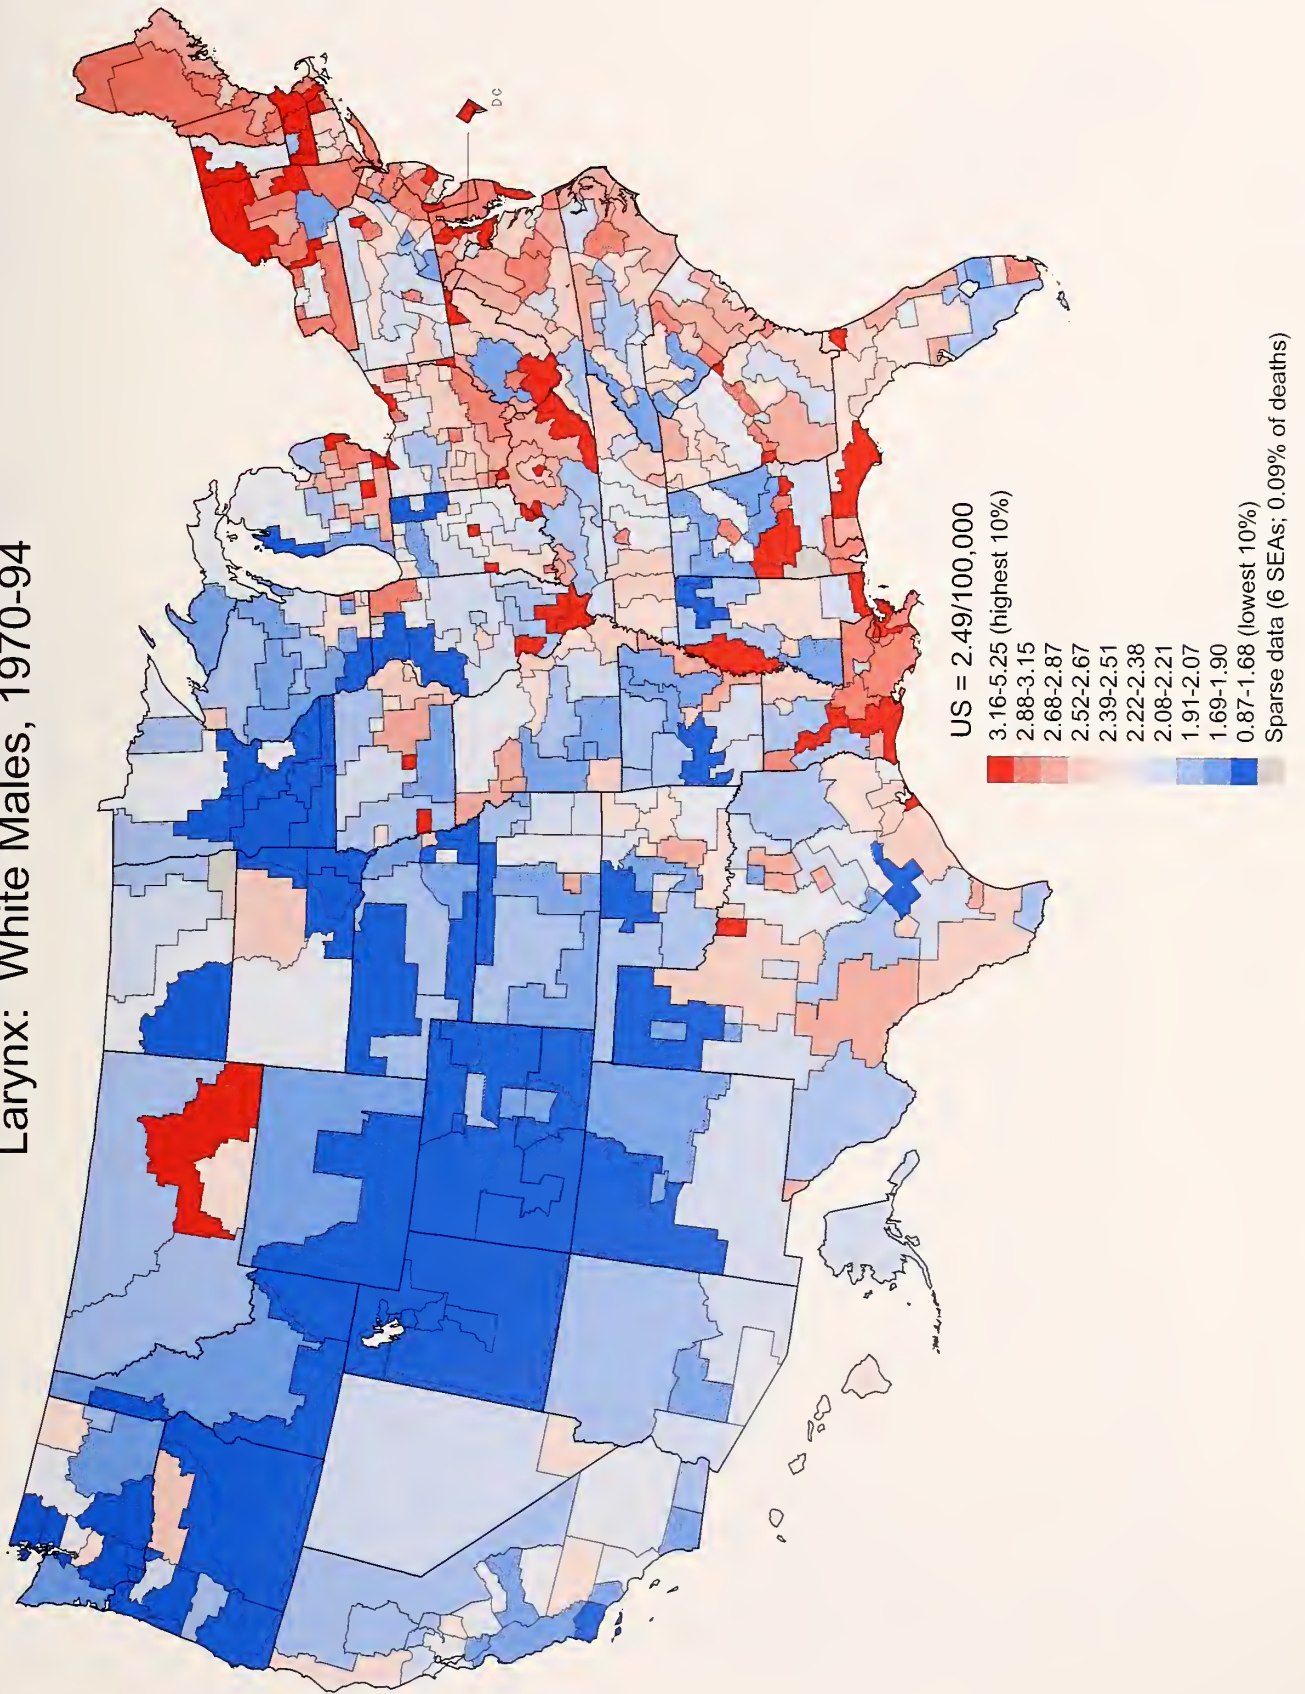 Larynx: White Males, 1970-94
DC
US = 2.49/100,000
3.16-5.25 (highest 10%)
2.88-3.15
2.68-2.87
2.52-2.67
2.39-2.51
2.22-2.38
2.08-2.21
1.91-2.07
1.69-1.90
0.87-1.68 (lowest 10%)
Sparse data (6 SEAs; 0.09% of deaths)